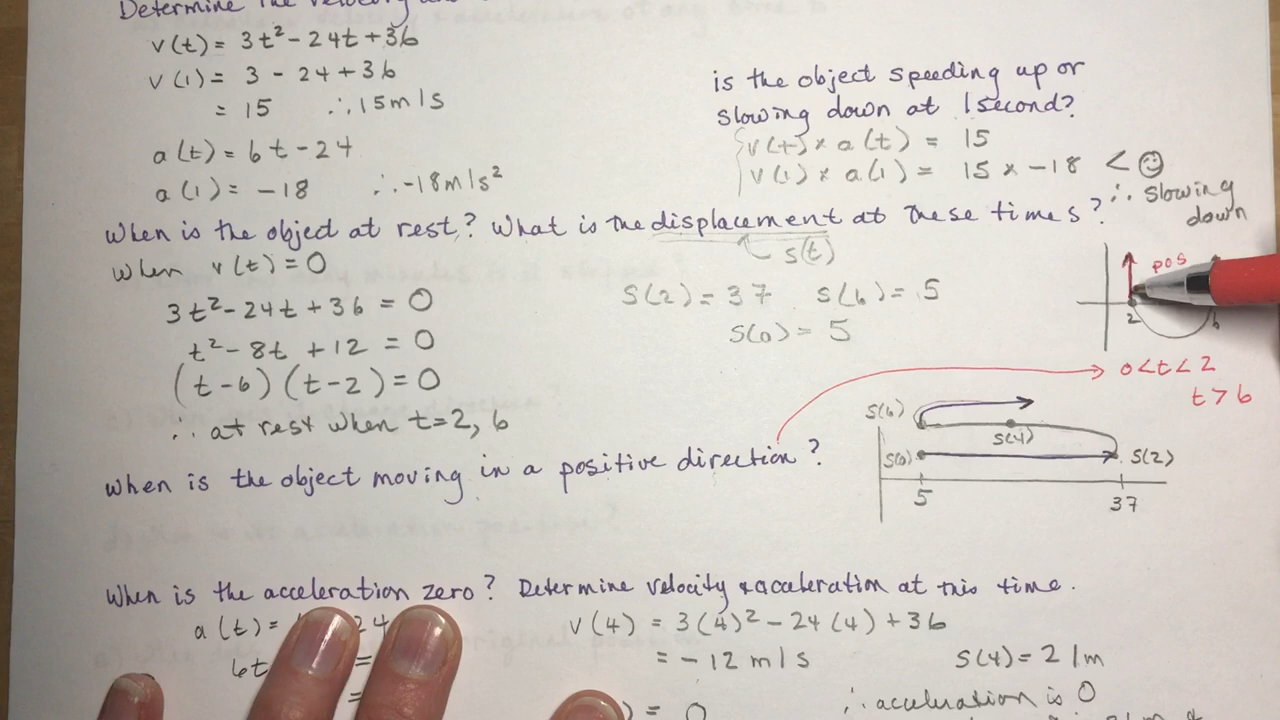 Determine the velocity
v(t) = 3t² - 24t + 36
v(1) = 3 - 24 + 36
= 15 ∴ 15 m/s
a(t) = 6t - 24
a(1) = -18 ∴ -18 m/s²
is the object speeding up or
slowing down at 1 second?
v(t) x a(t) = 15
v(1) x a(1) = 15 x -18 < ☺
∴ slowing
down
When is the object at rest? What is the displacement at these times?
s(t)
when v(t) = 0
3t² - 24t + 36 = 0
t² - 8t + 12 = 0
(t-6)(t-2) = 0
∴ at rest when t=2, 6
s(2) = 37 s(6) = 5
s(0) = 5
pos
2 6
0 < t < 2
t > 6
When is the object moving in a positive direction?
s(6)
s(4)
s(0) s(2)
5 37
When is the acceleration zero? Determine velocity & acceleration at this time.
a(t) = 24
6t =
=
v(4) = 3(4)² - 24(4) + 36
= -12 m/s
s(4) = 21m
) = 0
∴ acceleration is 0